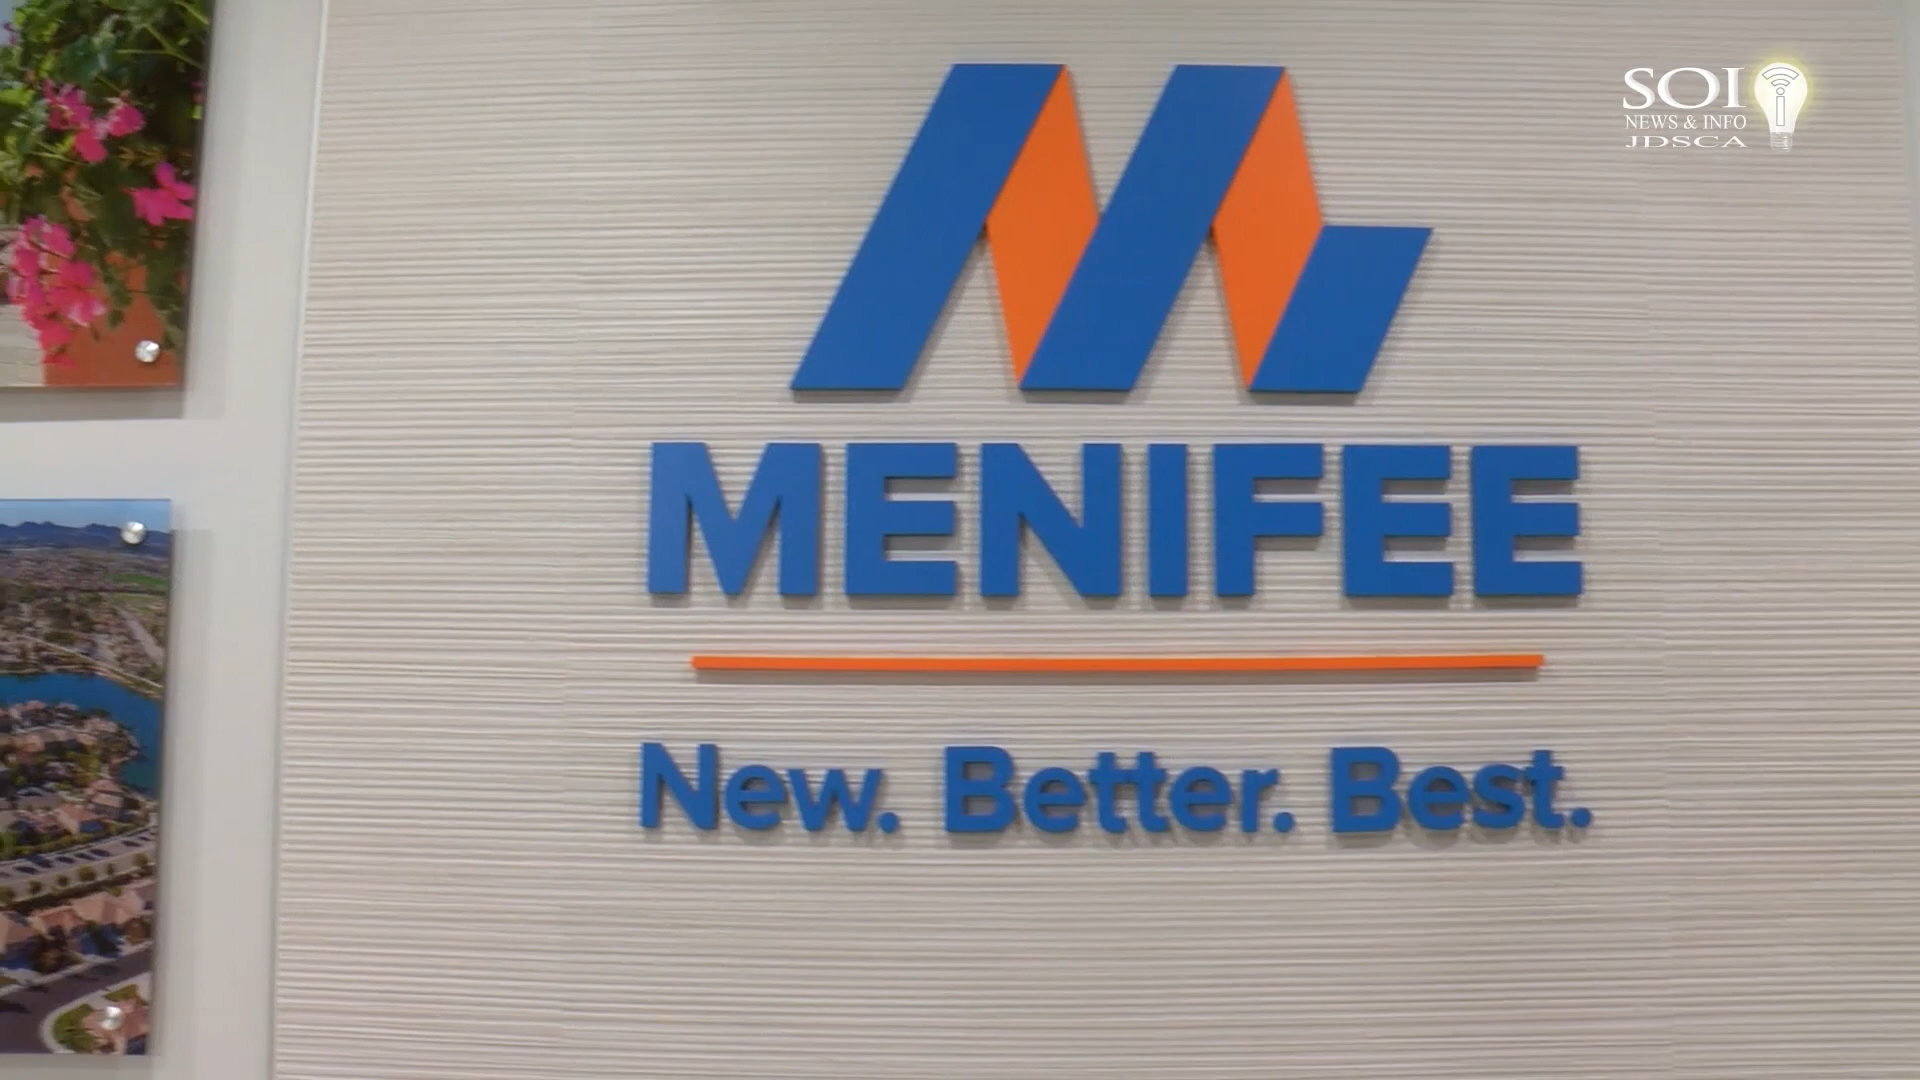 SOI
NEWS & INFO
JDSCA
MENIFEE
New. Better. Best.